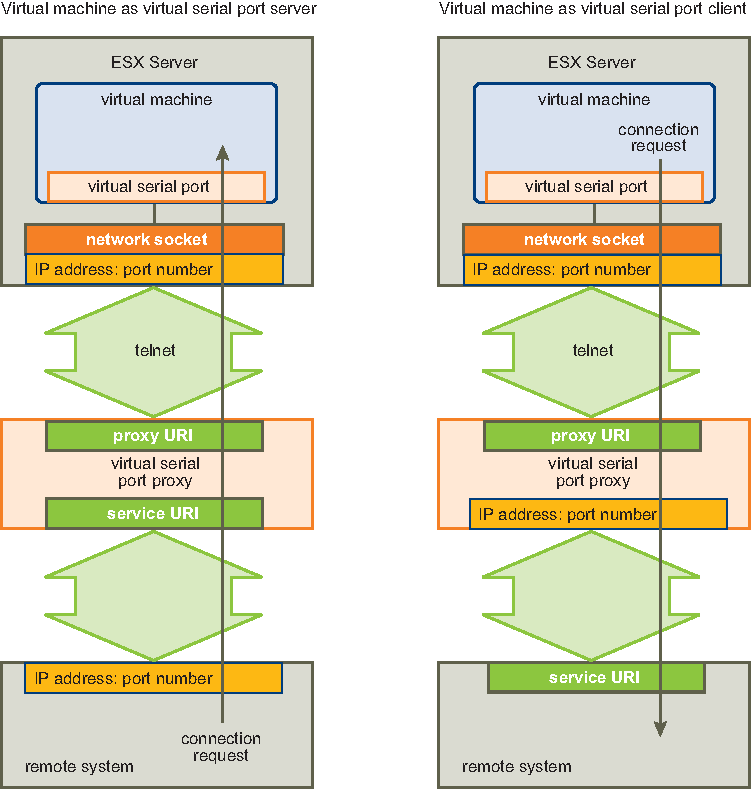 Virtual machine as virtual serial port server
ESX Server
virtual machine
virtual serial port
network socket
IP address: port number
telnet
proxy URI
virtual serial
port proxy
service URI
IP address: port number
connection
request
remote system
Virtual machine as virtual serial port client
ESX Server
virtual machine
connection
request
virtual serial port
network socket
IP address: port number
telnet
proxy URI
virtual serial
port proxy
IP address: port number
service URI
remote system